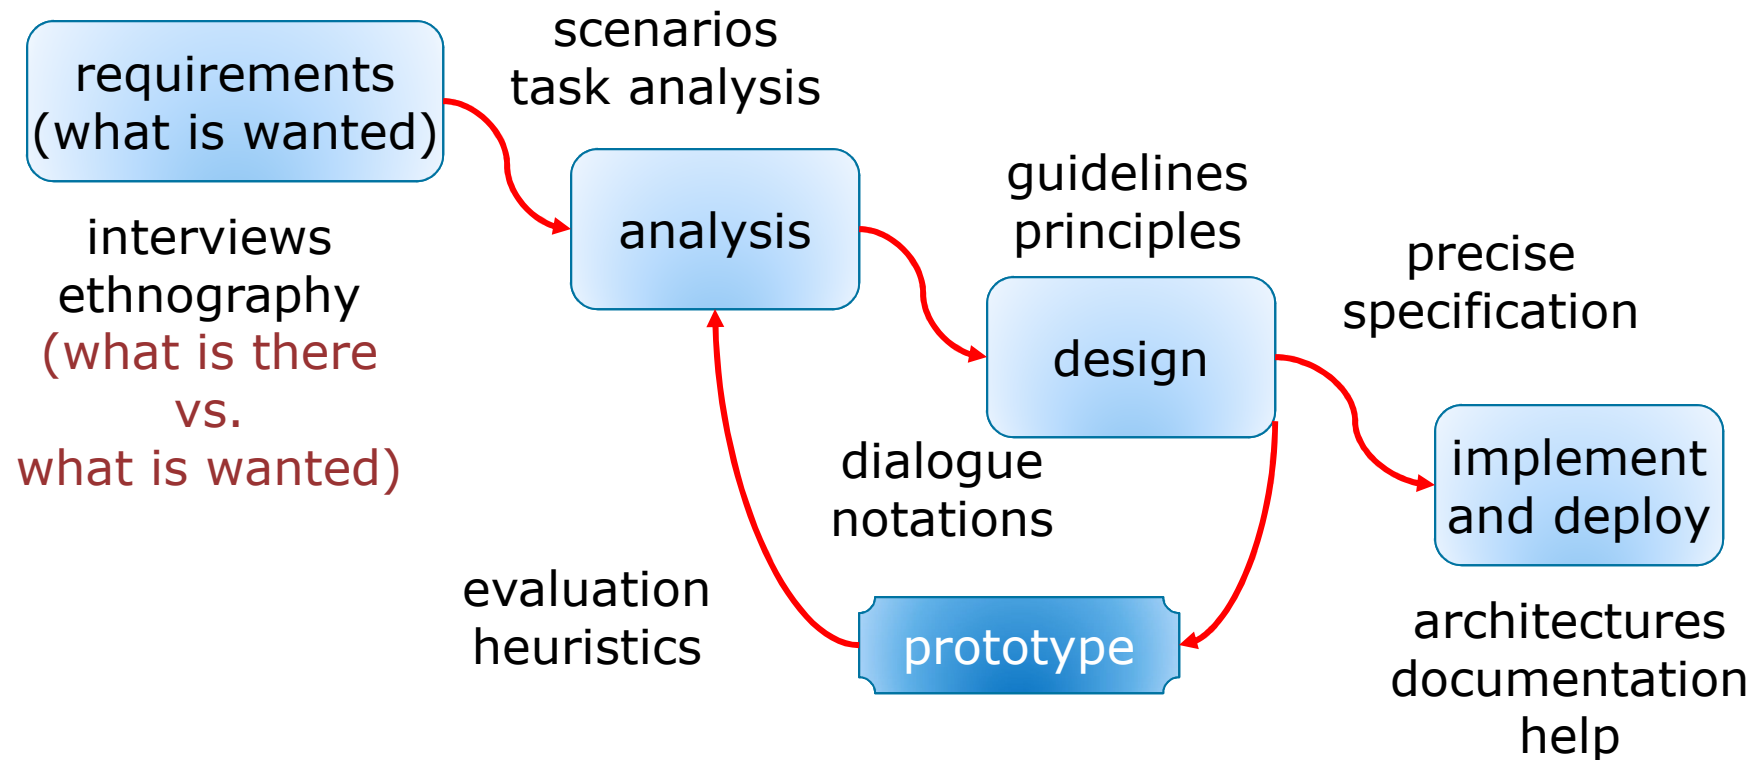 requirements
(what is wanted)
interviews
ethnography
(what is there
vs.
what is wanted)
scenarios
task analysis
analysis
guidelines
principles
design
precise
specification
implement
and deploy
architectures
documentation
help
dialogue
notations
prototype
evaluation
heuristics